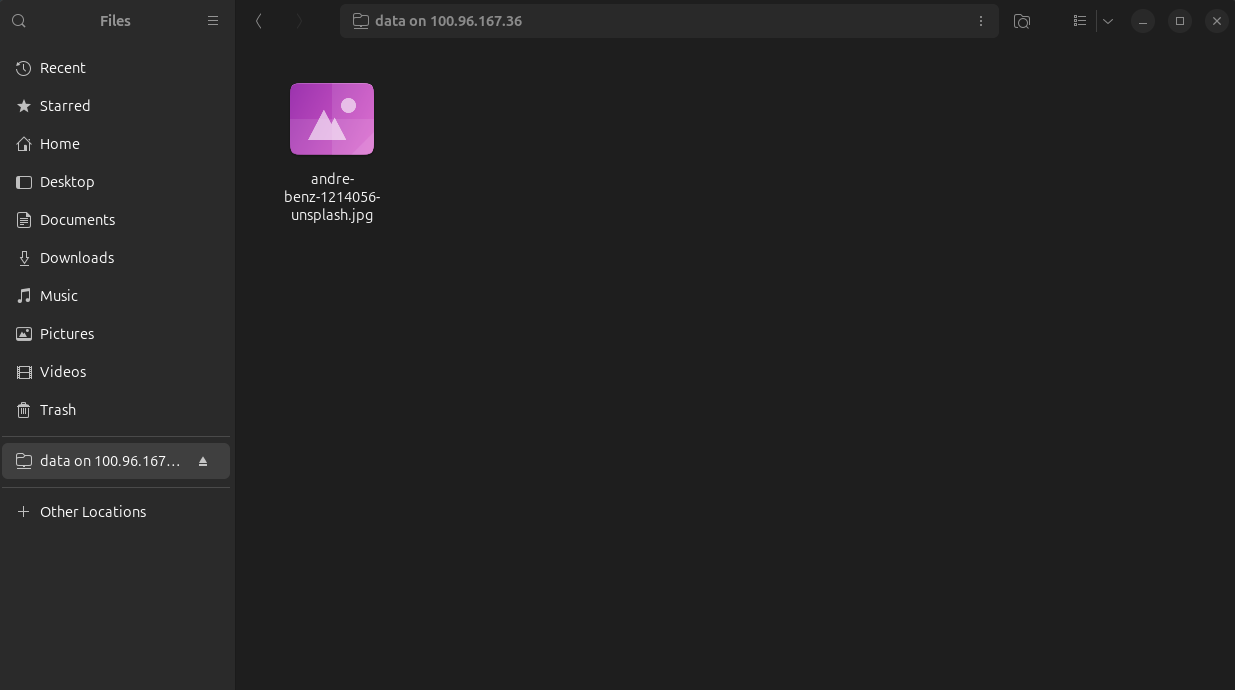 Files
data on 100.96.167.36
Recent
Starred
Home
Desktop
Documents
Downloads
Music
Pictures
Videos
Trash
data on 100.96.167...
Other Locations
andre-
benz-1214056-
unsplash.jpg